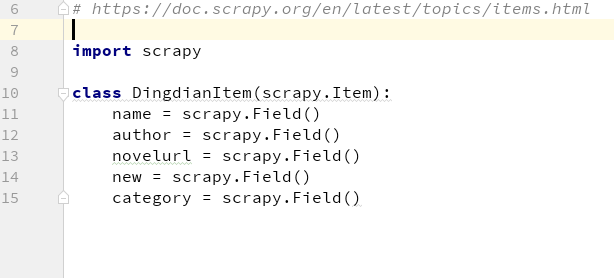 6 # https://doc.scrapy.org/en/latest/topics/items.html
7
8 import scrapy
9
10 class DingdianItem(scrapy.Item):
11     name = scrapy.Field()
12     author = scrapy.Field()
13     novelurl = scrapy.Field()
14     new = scrapy.Field()
15     category = scrapy.Field()